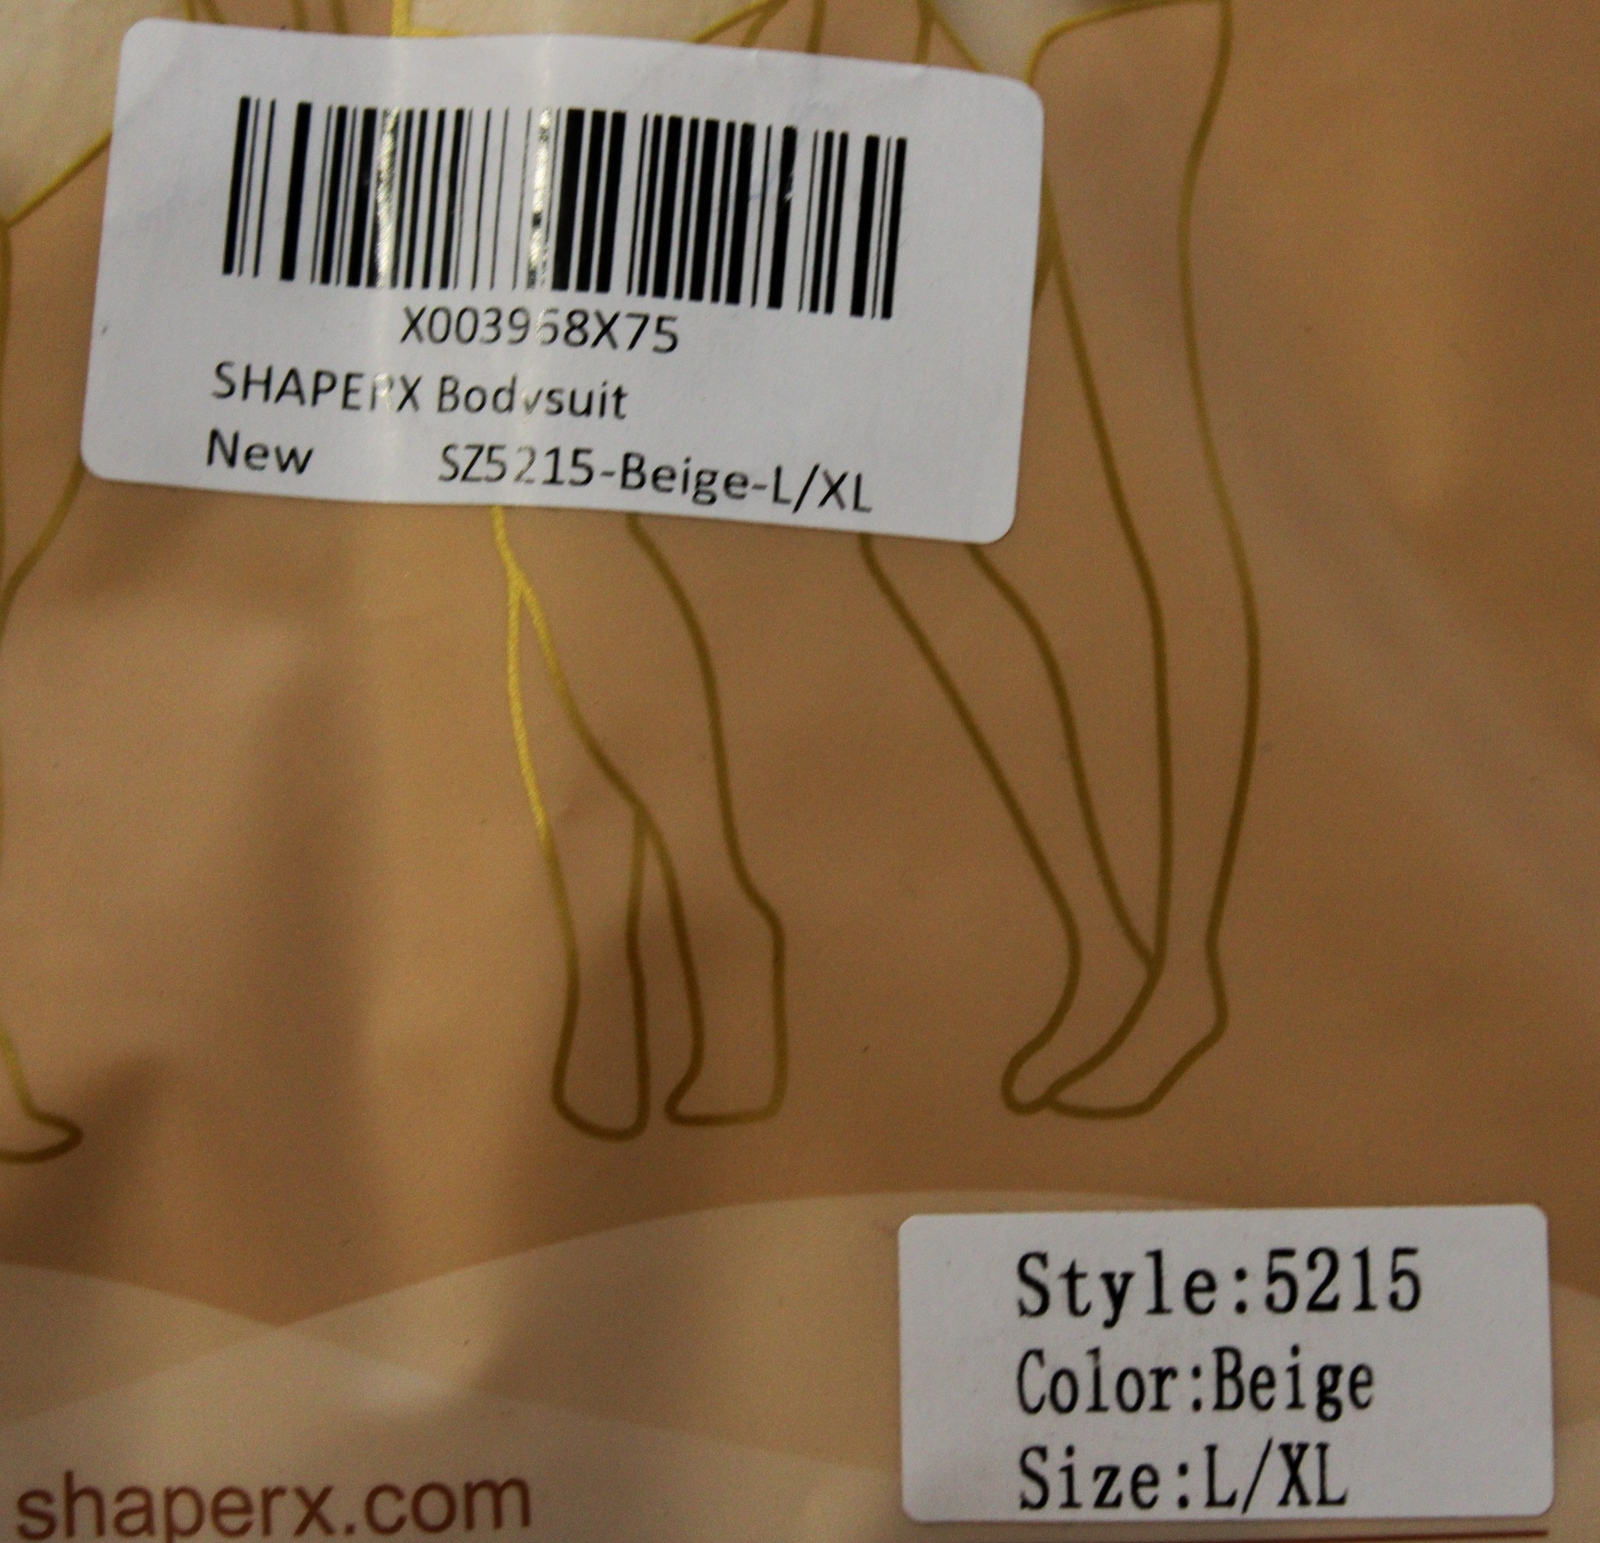 X003968X75
SHAPERX Bodysuit
New SZ5215-Beige-L/XL
Style:5215
Color:Beige
Size:L/XL
shaperx.com